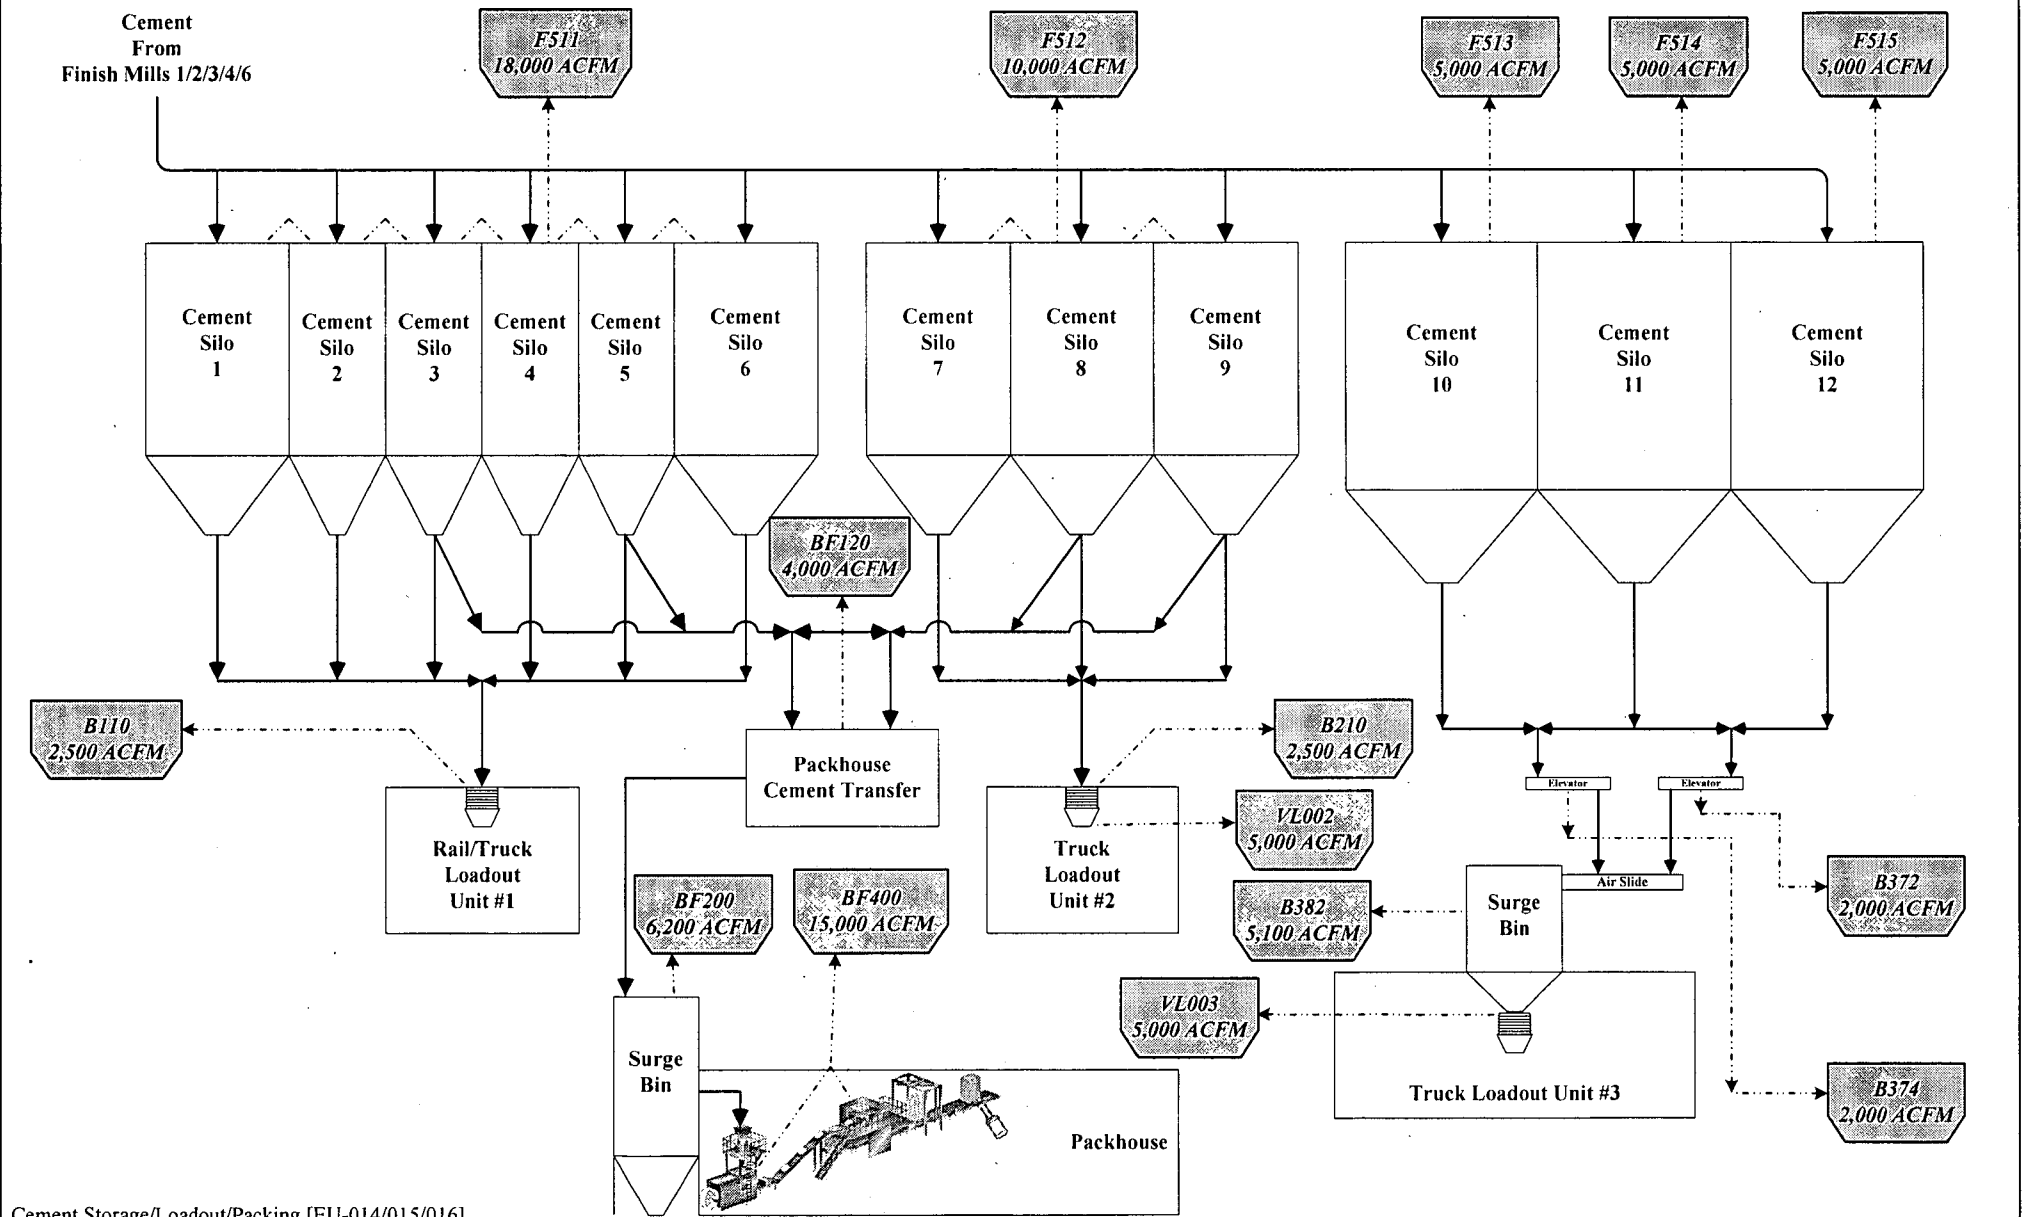 Cement
From
Finish Mills 1/2/3/4/6
F511
18,000 ACFM
F512
10,000 ACFM
F513
5,000 ACFM
F514
5,000 ACFM
F515
5,000 ACFM
Cement
Silo
1
Cement
Silo
2
Cement
Silo
3
Cement
Silo
4
Cement
Silo
5
Cement
Silo
6
Cement
Silo
7
Cement
Silo
8
Cement
Silo
9
Cement
Silo
10
Cement
Silo
11
Cement
Silo
12
BF120
4,000 ACFM
B110
2,500 ACFM
Rail/Truck
Loadout
Unit #1
Packhouse
Cement Transfer
B210
2,500 ACFM
VL002
5,000 ACFM
Truck
Loadout
Unit #2
Elevator
Elevator
Air Slide
B372
2,000 ACFM
BF200
6,200 ACFM
BF400
15,000 ACFM
B382
5,100 ACFM
Surge
Bin
VL003
5,000 ACFM
Truck Loadout Unit #3
B374
2,000 ACFM
Surge
Bin
Packhouse
Cement Storage/Loadout/Packing [EU-014/015/016]